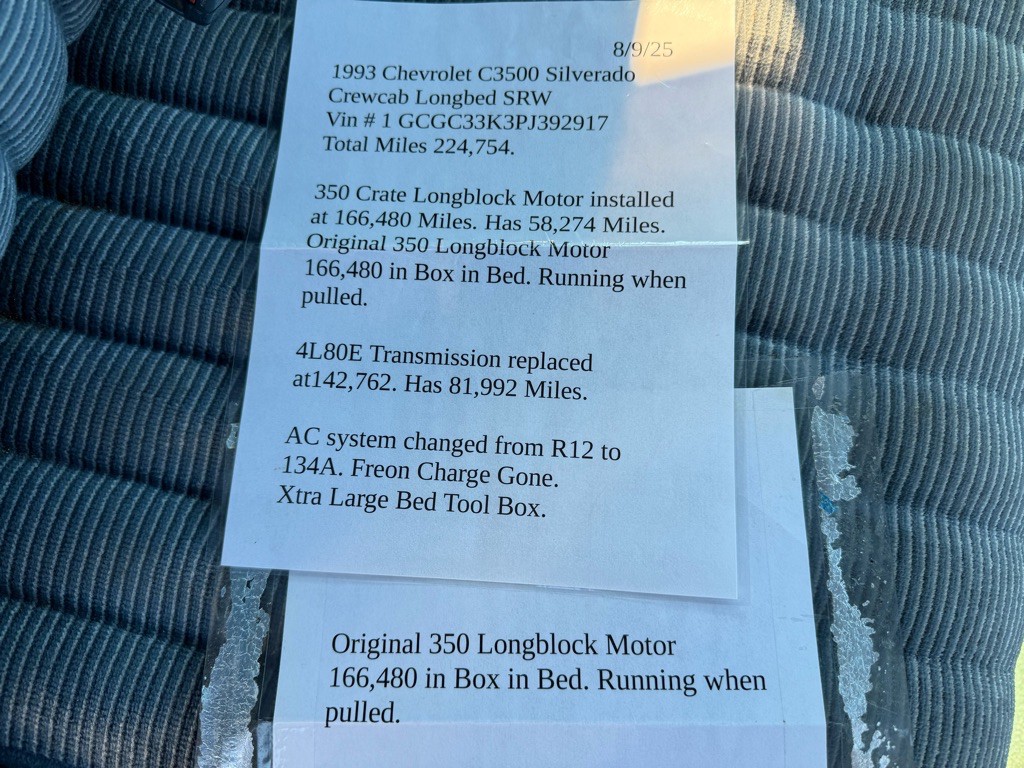 8/9/25
1993 Chevrolet C3500 Silverado
Crewcab Longbed SRW
Vin # 1 GCGC33K3PJ392917
Total Miles 224,754.
350 Crate Longblock Motor installed
at 166,480 Miles. Has 58,274 Miles.
Original 350 Longblock Motor
166,480 in Box in Bed. Running when
pulled.
4L80E Transmission replaced
at142,762. Has 81,992 Miles.
AC system changed from R12 to
134A. Freon Charge Gone.
Xtra Large Bed Tool Box.
Original 350 Longblock Motor
166,480 in Box in Bed. Running when
pulled.